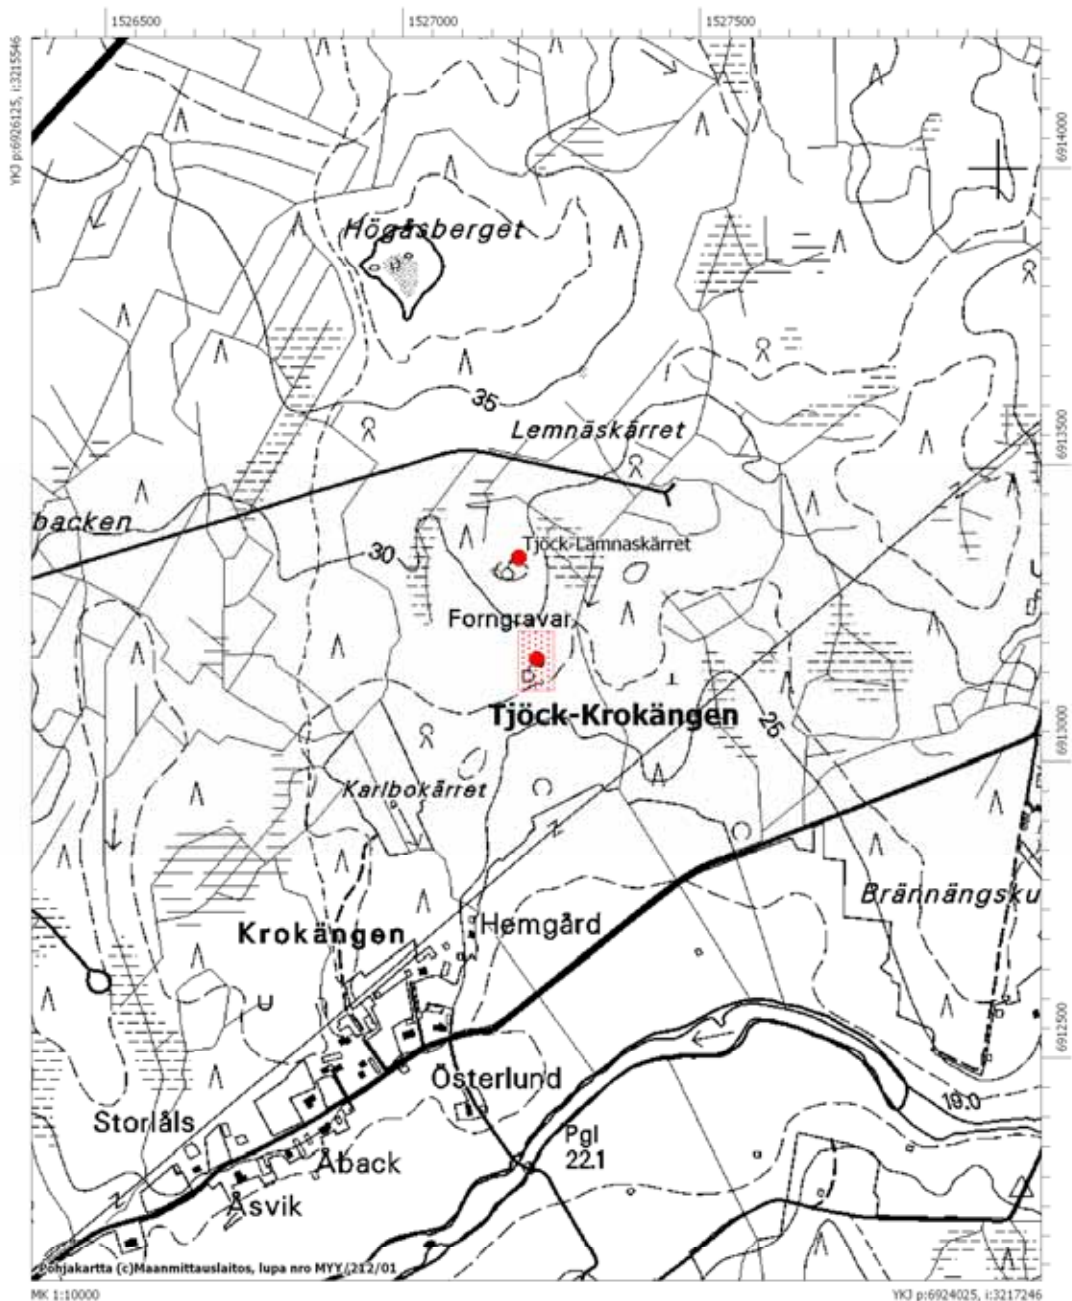 1526500
1527000
1527500
YKJ p:6926125, i:3215546
6914000
Högåsberget
35
Lemnäskärret
6913500
backen
30
Tjöck-Lämnaskärret
Forngravar
Tjöck-Krokängen
25
6913000
Karlbokärret
Brännängsku
Krokängen
Hemgård
6912500
Österlund
19.0
Storlåls
Pgl
22.1
Åback
Åsvik
Pohjakartta (c)Maanmittauslaitos, lupa nro MYY/212/01
MK 1:10000
YKJ p:6924025, i:3217246